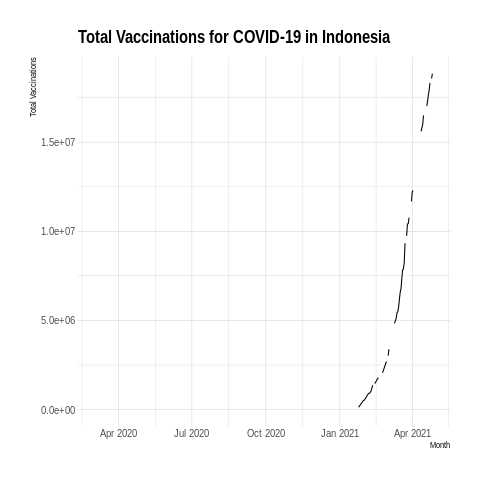 Total Vaccinations for COVID-19 in Indonesia
Total Vaccinations
1.5e+07
1.0e+07
5.0e+06
0.0e+00
Apr 2020 Jul 2020 Oct 2020 Jan 2021 Apr 2021
Month